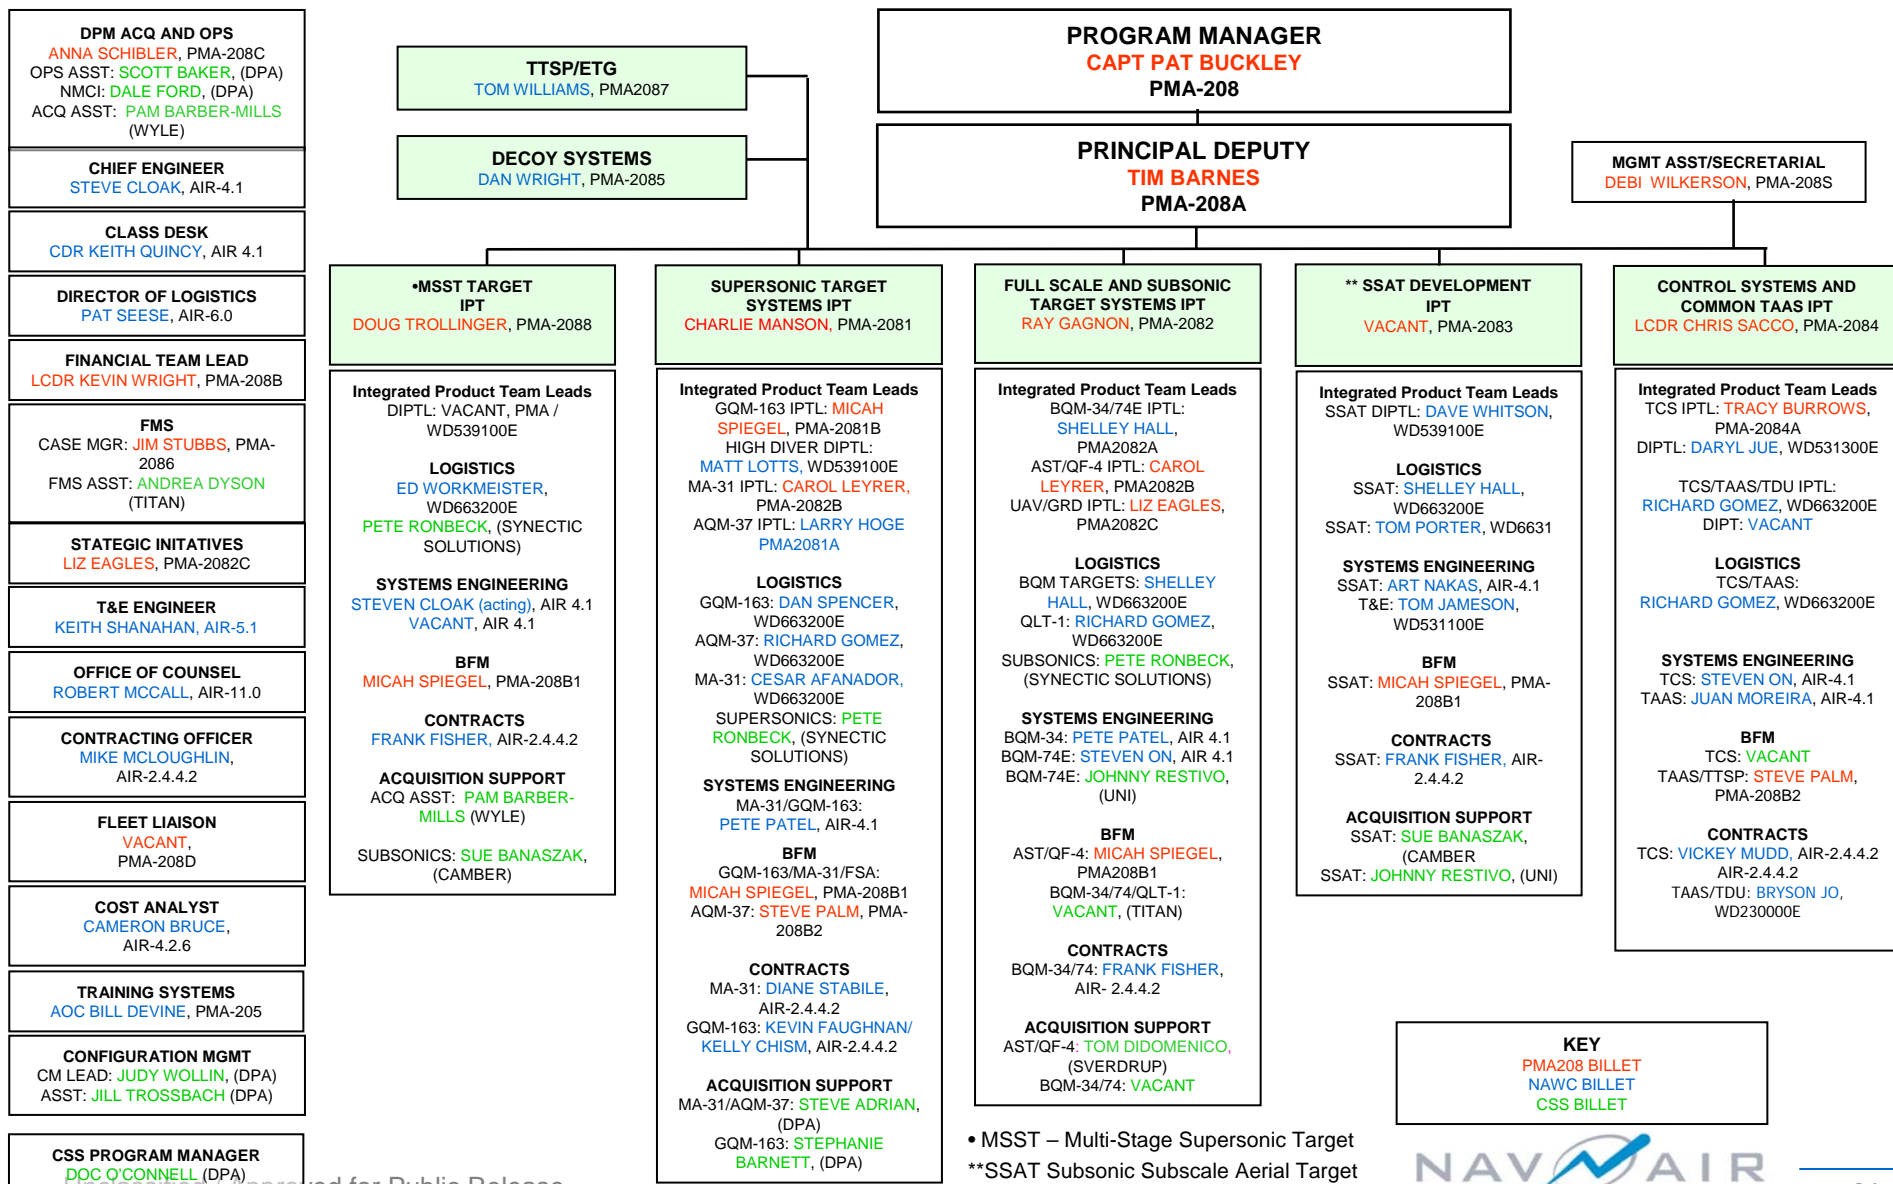 DPM ACQ AND OPS
ANNA SCHIBLER, PMA-208C
OPS ASST: SCOTT BAKER, (DPA)
NMCI: DALE FORD, (DPA)
ACQ ASST: PAM BARBER-MILLS
(WYLE)
CHIEF ENGINEER
STEVE CLOAK, AIR-4.1
CLASS DESK
CDR KEITH QUINCY, AIR 4.1
DIRECTOR OF LOGISTICS
PAT SEESE, AIR-6.0
FINANCIAL TEAM LEAD
LCDR KEVIN WRIGHT, PMA-208B
FMS
CASE MGR: JIM STUBBS, PMA-
2086
FMS ASST: ANDREA DYSON
(TITAN)
STATEGIC INITATIVES
LIZ EAGLES, PMA-2082C
T&E ENGINEER
KEITH SHANAHAN, AIR-5.1
OFFICE OF COUNSEL
ROBERT MCCALL, AIR-11.0
CONTRACTING OFFICER
MIKE MCLOUGHLIN,
AIR-2.4.4.2
FLEET LIAISON
VACANT,
PMA-208D
COST ANALYST
CAMERON BRUCE,
AIR-4.2.6
TRAINING SYSTEMS
AOC BILL DEVINE, PMA-205
CONFIGURATION MGMT
CM LEAD: JUDY WOLLIN, (DPA)
ASST: JILL TROSSBACH (DPA)
CSS PROGRAM MANAGER
DOC O'CONNELL (DPA)
TTSP/ETG
TOM WILLIAMS, PMA2087
DECOY SYSTEMS
DAN WRIGHT, PMA-2085
PROGRAM MANAGER
CAPT PAT BUCKLEY
PMA-208
PRINCIPAL DEPUTY
TIM BARNES
PMA-208A
MGMT ASST/SECRETARIAL
DEBI WILKERSON, PMA-208S
•MSST TARGET
IPT
DOUG TROLLINGER, PMA-2088
Integrated Product Team Leads
DIPTL: VACANT, PMA /
WD539100E
LOGISTICS
ED WORKMEISTER,
WD663200E
PETE RONBECK, (SYNECTIC
SOLUTIONS)
SYSTEMS ENGINEERING
STEVEN CLOAK (acting), AIR 4.1
VACANT, AIR 4.1
BFM
MICAH SPIEGEL, PMA-208B1
CONTRACTS
FRANK FISHER, AIR-2.4.4.2
ACQUISITION SUPPORT
ACQ ASST: PAM BARBER-
MILLS (WYLE)
SUBSONICS: SUE BANASZAK,
(CAMBER)
SUPERSONIC TARGET
SYSTEMS IPT
CHARLIE MANSON, PMA-2081
Integrated Product Team Leads
GQM-163 IPTL: MICAH
SPIEGEL, PMA-2081B
HIGH DIVER DIPTL:
MATT LOTTS, WD539100E
MA-31 IPTL: CAROL LEYRER,
PMA-2082B
AQM-37 IPTL: LARRY HOGE
PMA2081A
LOGISTICS
GQM-163: DAN SPENCER,
WD663200E
AQM-37: RICHARD GOMEZ,
WD663200E
MA-31: CESAR AFANADOR,
WD663200E
SUPERSONICS: PETE
RONBECK, (SYNECTIC
SOLUTIONS)
SYSTEMS ENGINEERING
MA-31/GQM-163:
PETE PATEL, AIR-4.1
BFM
GQM-163/MA-31/FSA:
MICAH SPIEGEL, PMA-208B1
AQM-37: STEVE PALM, PMA-
208B2
CONTRACTS
MA-31: DIANE STABILE,
AIR-2.4.4.2
GQM-163: KEVIN FAUGHNAN/
KELLY CHISM, AIR-2.4.4.2
ACQUISITION SUPPORT
MA-31/AQM-37: STEVE ADRIAN,
(DPA)
GQM-163: STEPHANIE
BARNETT, (DPA)
FULL SCALE AND SUBSONIC
TARGET SYSTEMS IPT
RAY GAGNON, PMA-2082
Integrated Product Team Leads
BQM-34/74E IPTL:
SHELLEY HALL,
PMA2082A
AST/QF-4 IPTL: CAROL
LEYRER, PMA2082B
UAV/GRD IPTL: LIZ EAGLES,
PMA2082C
LOGISTICS
BQM TARGETS: SHELLEY
HALL, WD663200E
QLT-1: RICHARD GOMEZ,
WD663200E
SUBSONICS: PETE RONBECK,
(SYNECTIC SOLUTIONS)
SYSTEMS ENGINEERING
BQM-34: PETE PATEL, AIR 4.1
BQM-74E: STEVEN ON, AIR 4.1
BQM-74E: JOHNNY RESTIVO,
(UNI)
BFM
AST/QF-4: MICAH SPIEGEL,
PMA208B1
BQM-34/74/QLT-1:
VACANT, (TITAN)
CONTRACTS
BQM-34/74: FRANK FISHER,
AIR- 2.4.4.2
ACQUISITION SUPPORT
AST/QF-4: TOM DIDOMENICO,
(SVERDRUP)
BQM-34/74: VACANT
** SSAT DEVELOPMENT
IPT
VACANT, PMA-2083
Integrated Product Team Leads
SSAT DIPTL: DAVE WHITSON,
WD539100E
LOGISTICS
SSAT: SHELLEY HALL,
WD663200E
SSAT: TOM PORTER, WD6631
SYSTEMS ENGINEERING
SSAT: ART NAKAS, AIR-4.1
T&E: TOM JAMESON,
WD531100E
BFM
SSAT: MICAH SPIEGEL, PMA-
208B1
CONTRACTS
SSAT: FRANK FISHER, AIR-
2.4.4.2
ACQUISITION SUPPORT
SSAT: SUE BANASZAK,
(CAMBER
SSAT: JOHNNY RESTIVO, (UNI)
CONTROL SYSTEMS AND
COMMON TAAS IPT
LCDR CHRIS SACCO, PMA-2084
Integrated Product Team Leads
TCS IPTL: TRACY BURROWS,
PMA-2084A
DIPTL: DARYL JUE, WD531300E
TCS/TAAS/TDU IPTL:
RICHARD GOMEZ, WD663200E
DIPT: VACANT
LOGISTICS
TCS/TAAS:
RICHARD GOMEZ, WD663200E
SYSTEMS ENGINEERING
TCS: STEVEN ON, AIR-4.1
TAAS: JUAN MOREIRA, AIR-4.1
BFM
TCS: VACANT
TAAS/TTSP: STEVE PALM,
PMA-208B2
CONTRACTS
TCS: VICKEY MUDD, AIR-2.4.4.2
AIR-2.4.4.2
TAAS/TDU: BRYSON JO,
WD230000E
KEY
PMA208 BILLET
NAWC BILLET
CSS BILLET
• MSST – Multi-Stage Supersonic Target
**SSAT Subsonic Subscale Aerial Target
NAVAIR
for Public Release